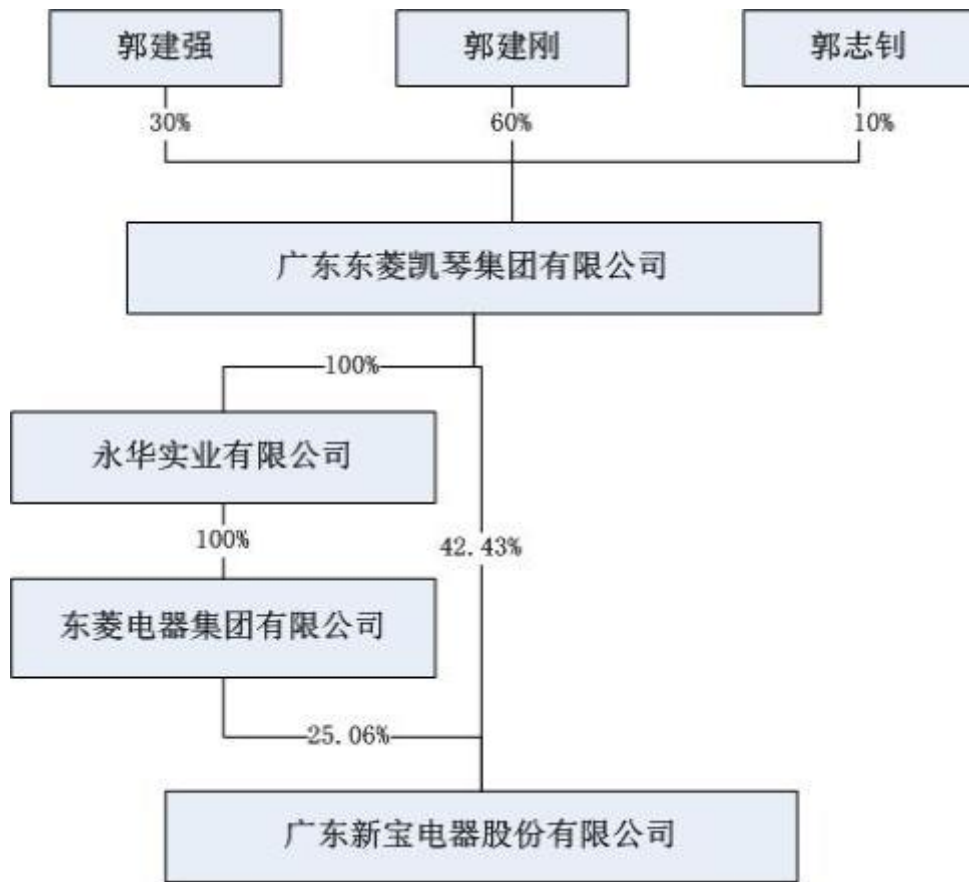 郭建强
郭建刚
郭志钊
30%
60%
10%
广东东菱凯琴集团有限公司
100%
永华实业有限公司
100%
42.43%
东菱电器集团有限公司
25.06%
广东新宝电器股份有限公司